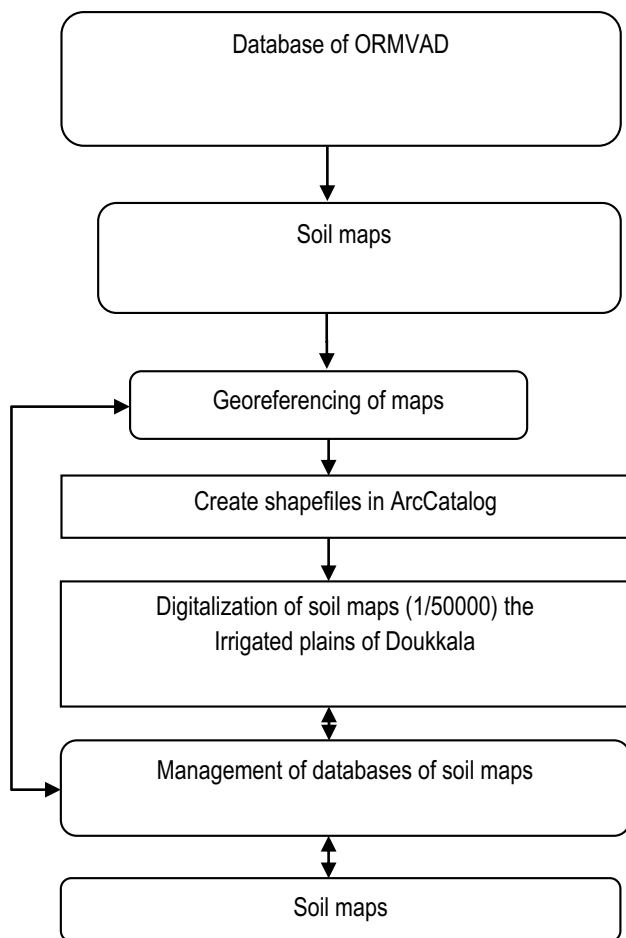 Database of ORMVAD
Soil maps
Georeferencing of maps
Create shapefiles in ArcCatalog
Digitalization of soil maps (1/50000) the
Irrigated plains of Doukkala
Management of databases of soil maps
Soil maps